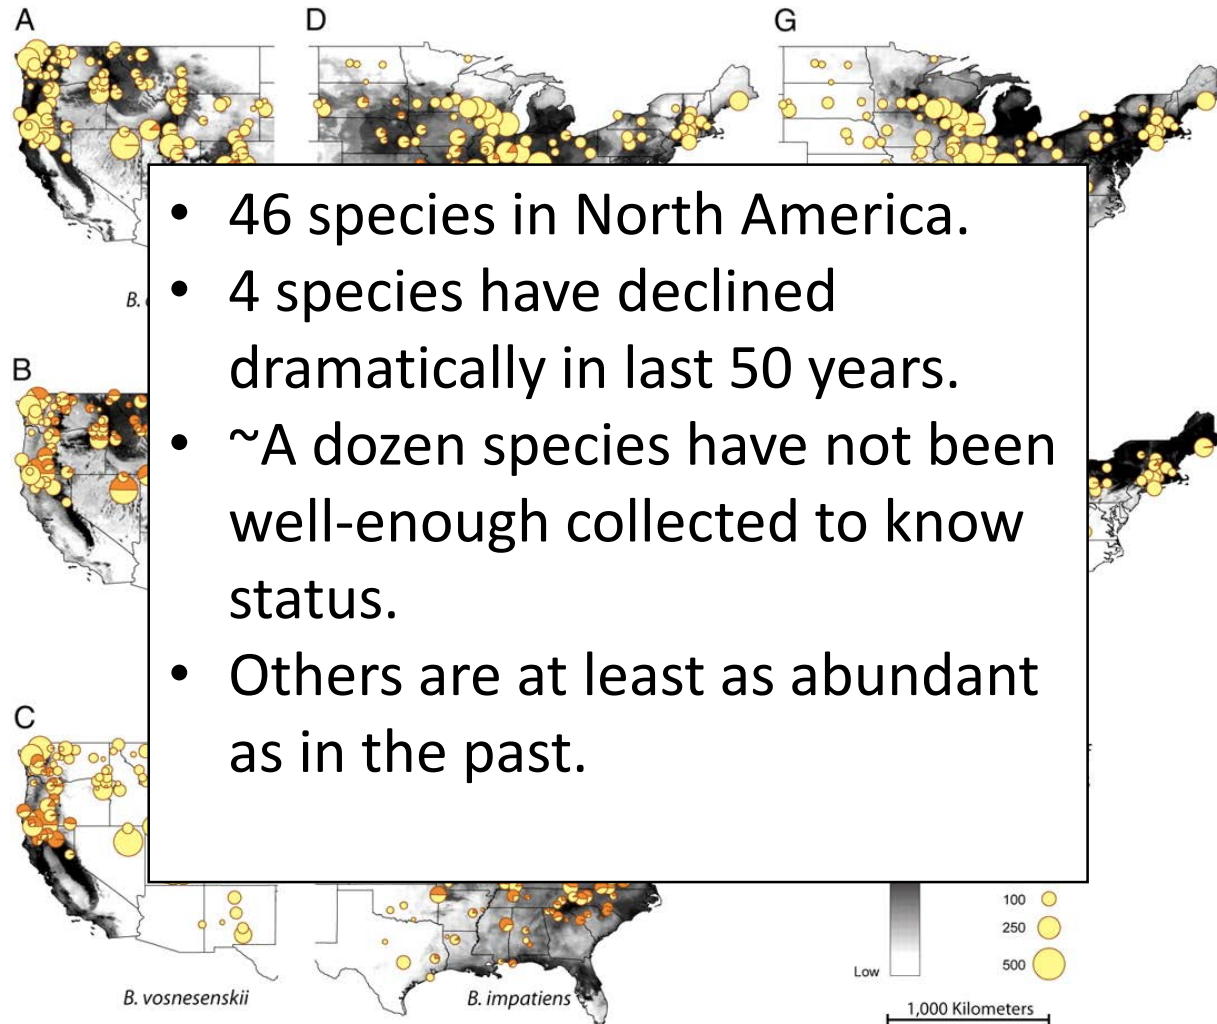 A
D
G
• 46 species in North America.
• 4 species have declined
dramatically in last 50 years.
• ~A dozen species have not been
well-enough collected to know
status.
• Others are at least as abundant
as in the past.
B.
B
C
100
250
500
Low
B. vosnesenskii
B. impatiens
1,000 Kilometers